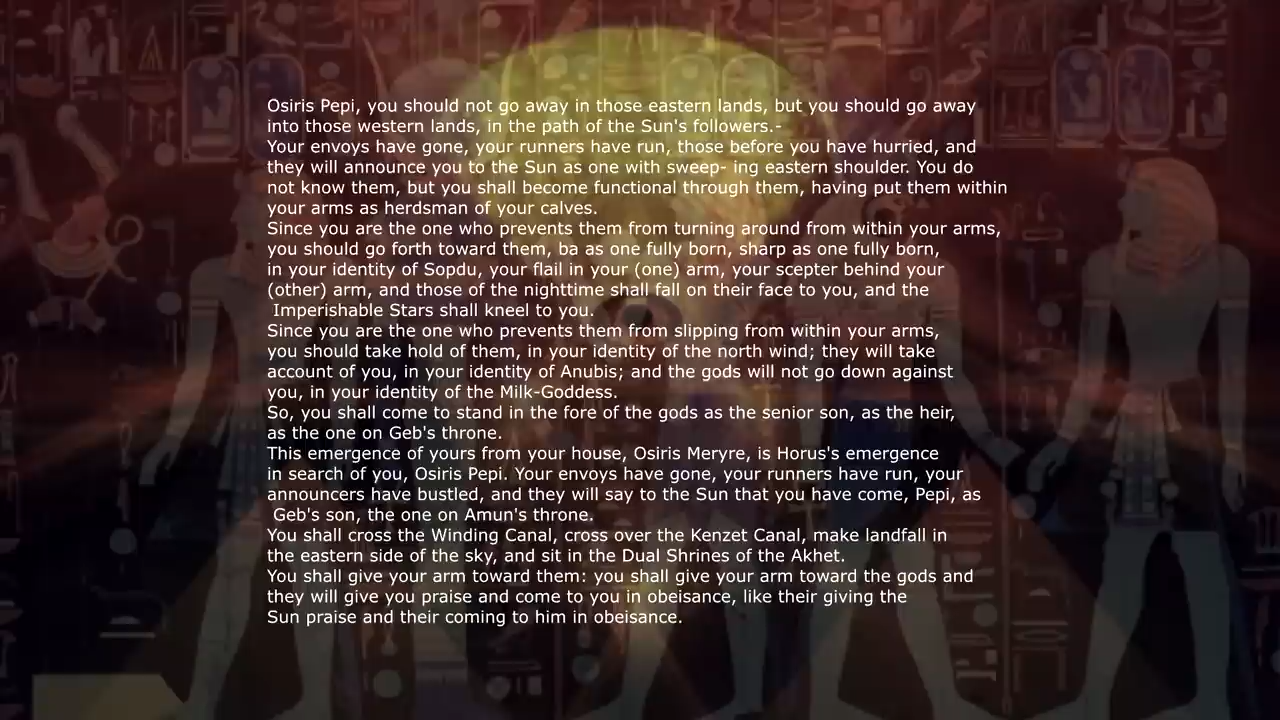 Osiris Pepi, you should not go away in those eastern lands, but you should go away
into those western lands, in the path of the Sun's followers.-
Your envoys have gone, your runners have run, those before you have hurried, and
they will announce you to the Sun as one with sweep- ing eastern shoulder. You do
not know them, but you shall become functional through them, having put them within
your arms as herdsman of your calves.
Since you are the one who prevents them from turning around from within your arms,
you should go forth toward them, ba as one fully born, sharp as one fully born,
in your identity of Sopdu, your flail in your (one) arm, your scepter behind your
(other) arm, and those of the nighttime shall fall on their face to you, and the
Imperishable Stars shall kneel to you.
Since you are the one who prevents them from slipping from within your arms,
you should take hold of them, in your identity of the north wind; they will take
account of you, in your identity of Anubis; and the gods will not go down against
you, in your identity of the Milk-Goddess.
So, you shall come to stand in the fore of the gods as the senior son, as the heir,
as the one on Geb's throne.
This emergence of yours from your house, Osiris Meryre, is Horus's emergence
in search of you, Osiris Pepi. Your envoys have gone, your runners have run, your
announcers have bustled, and they will say to the Sun that you have come, Pepi, as
Geb's son, the one on Amun's throne.
You shall cross the Winding Canal, cross over the Kenzet Canal, make landfall in
the eastern side of the sky, and sit in the Dual Shrines of the Akhet.
You shall give your arm toward them: you shall give your arm toward the gods and
they will give you praise and come to you in obeisance, like their giving the
Sun praise and their coming to him in obeisance.